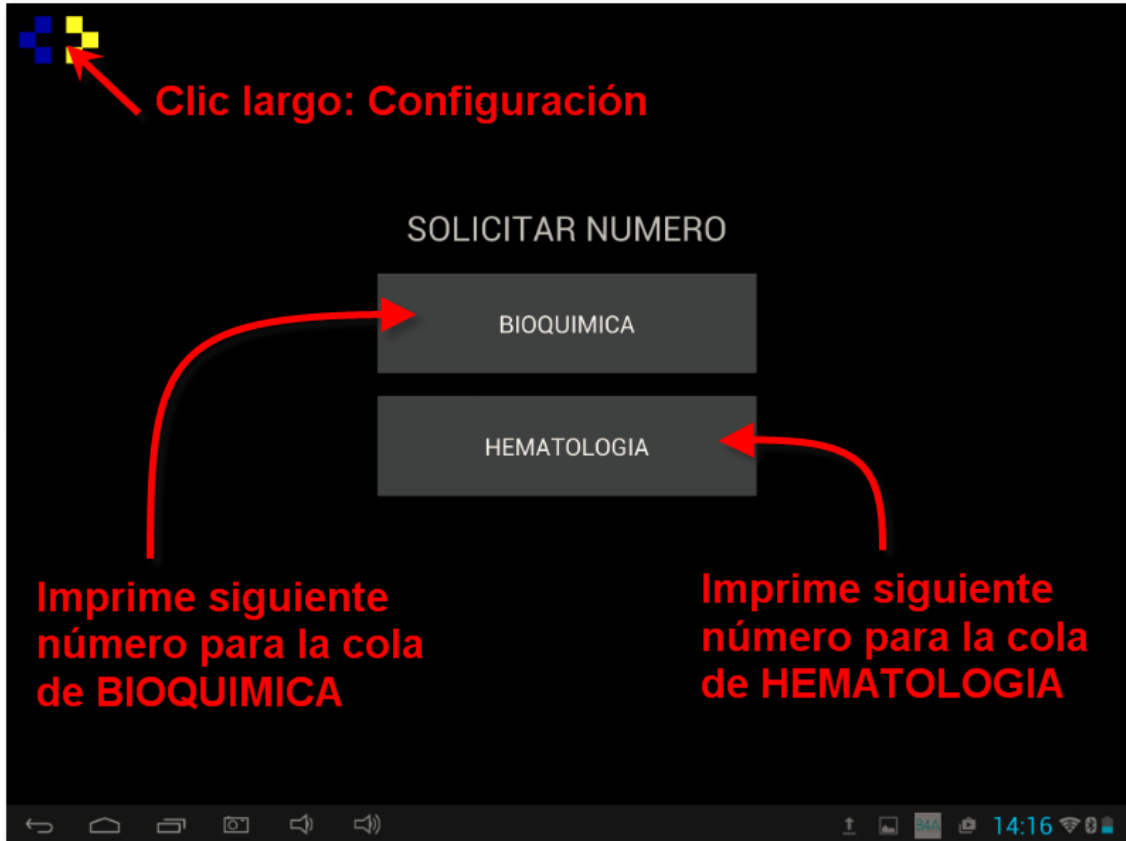 Clic largo: Configuración
SOLICITAR NUMERO
BIOQUIMICA
HEMATOLOGIA
Imprime siguiente
número para la cola
de BIOQUIMICA
Imprime siguiente
número para la cola
de HEMATOLOGIA
B4A
14:16